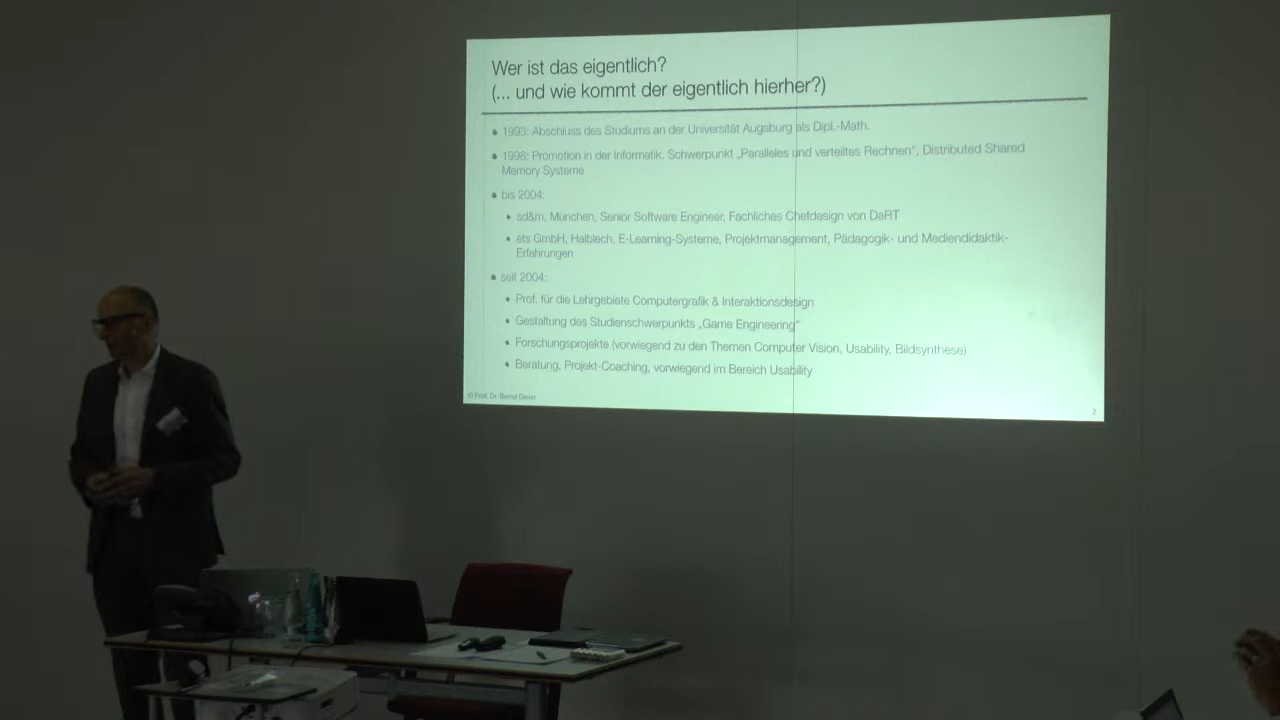 Wer ist das eigentlich?
(... und wie kommt der eigentlich hierher?)
1993: Abschluss des Studiums an der Universität Augsburg als Dipl.-Math.
1998: Promotion in der Informatik, Schwerpunkt „Paralleles und verteiltes Rechnen“, Distributed Shared
Memory Systeme
bis 2004:
sd&m, München, Senior Software Engineer, Fachliches Chefdesign von DaRT
ets GmbH, Halblech, E-Learning-Systeme, Projektmanagement, Pädagogik- und Mediendidaktik-
Erfahrungen
seit 2004:
Prof. für die Lehrgebiete Computergrafik & Interaktionsdesign
Gestaltung des Studienschwerpunkts „Game Engineering“
Forschungsprojekte (vorwiegend zu den Themen Computer Vision, Usability, Bildsynthese)
Beratung, Projekt-Coaching, vorwiegend im Bereich Usability
© Prof. Dr. Bernd
2